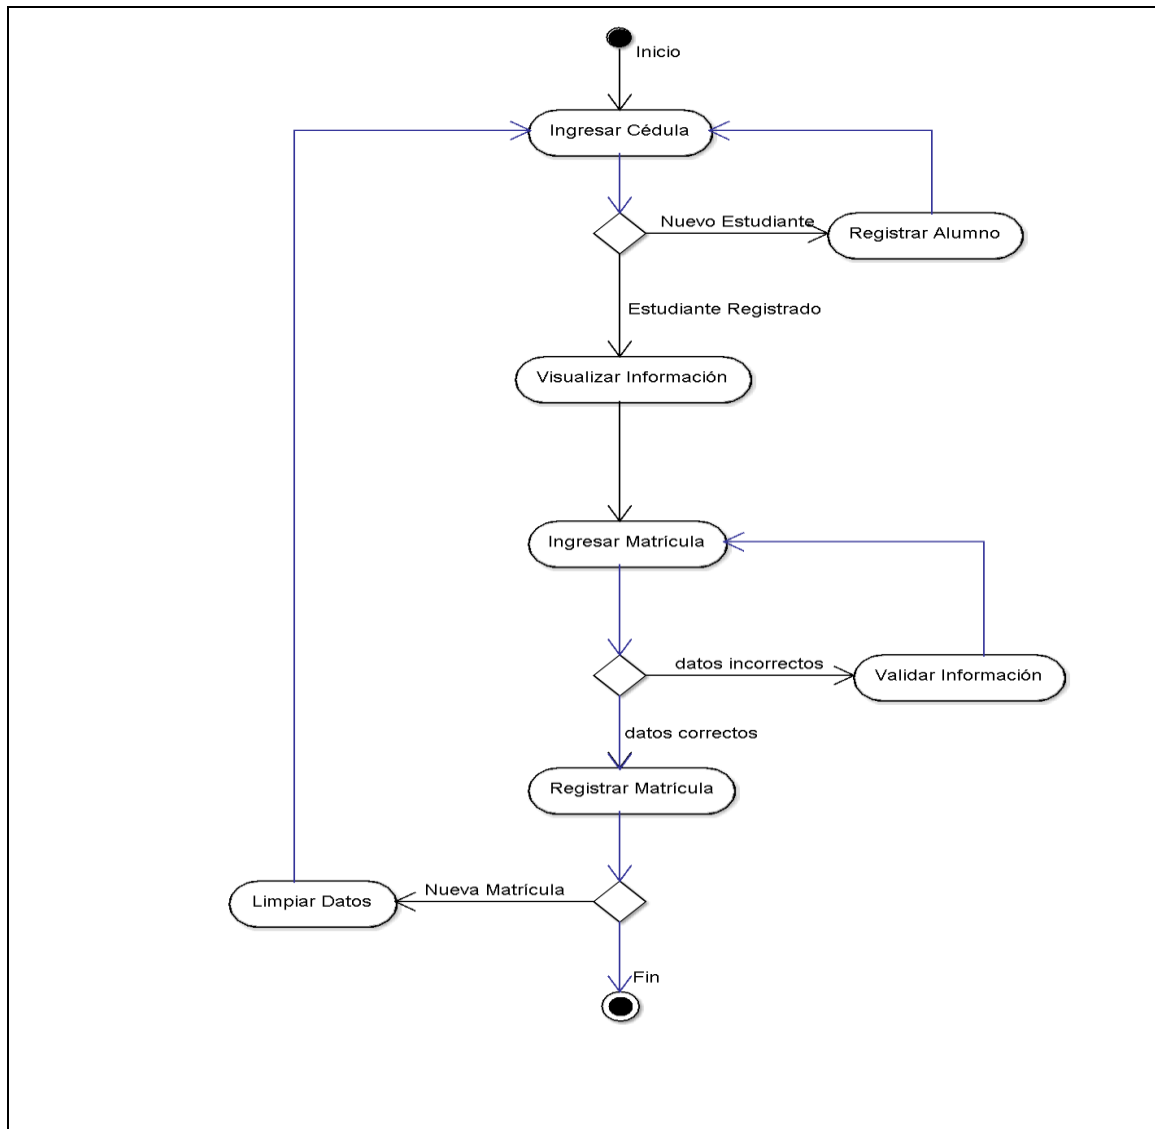 Inicio
Ingresar Cédula
Nuevo Estudiante
Registrar Alumno
Estudiante Registrado
Visualizar Información
Ingresar Matrícula
datos incorrectos
Validar Información
datos correctos
Registrar Matrícula
Nueva Matrícula
Limpiar Datos
Fin